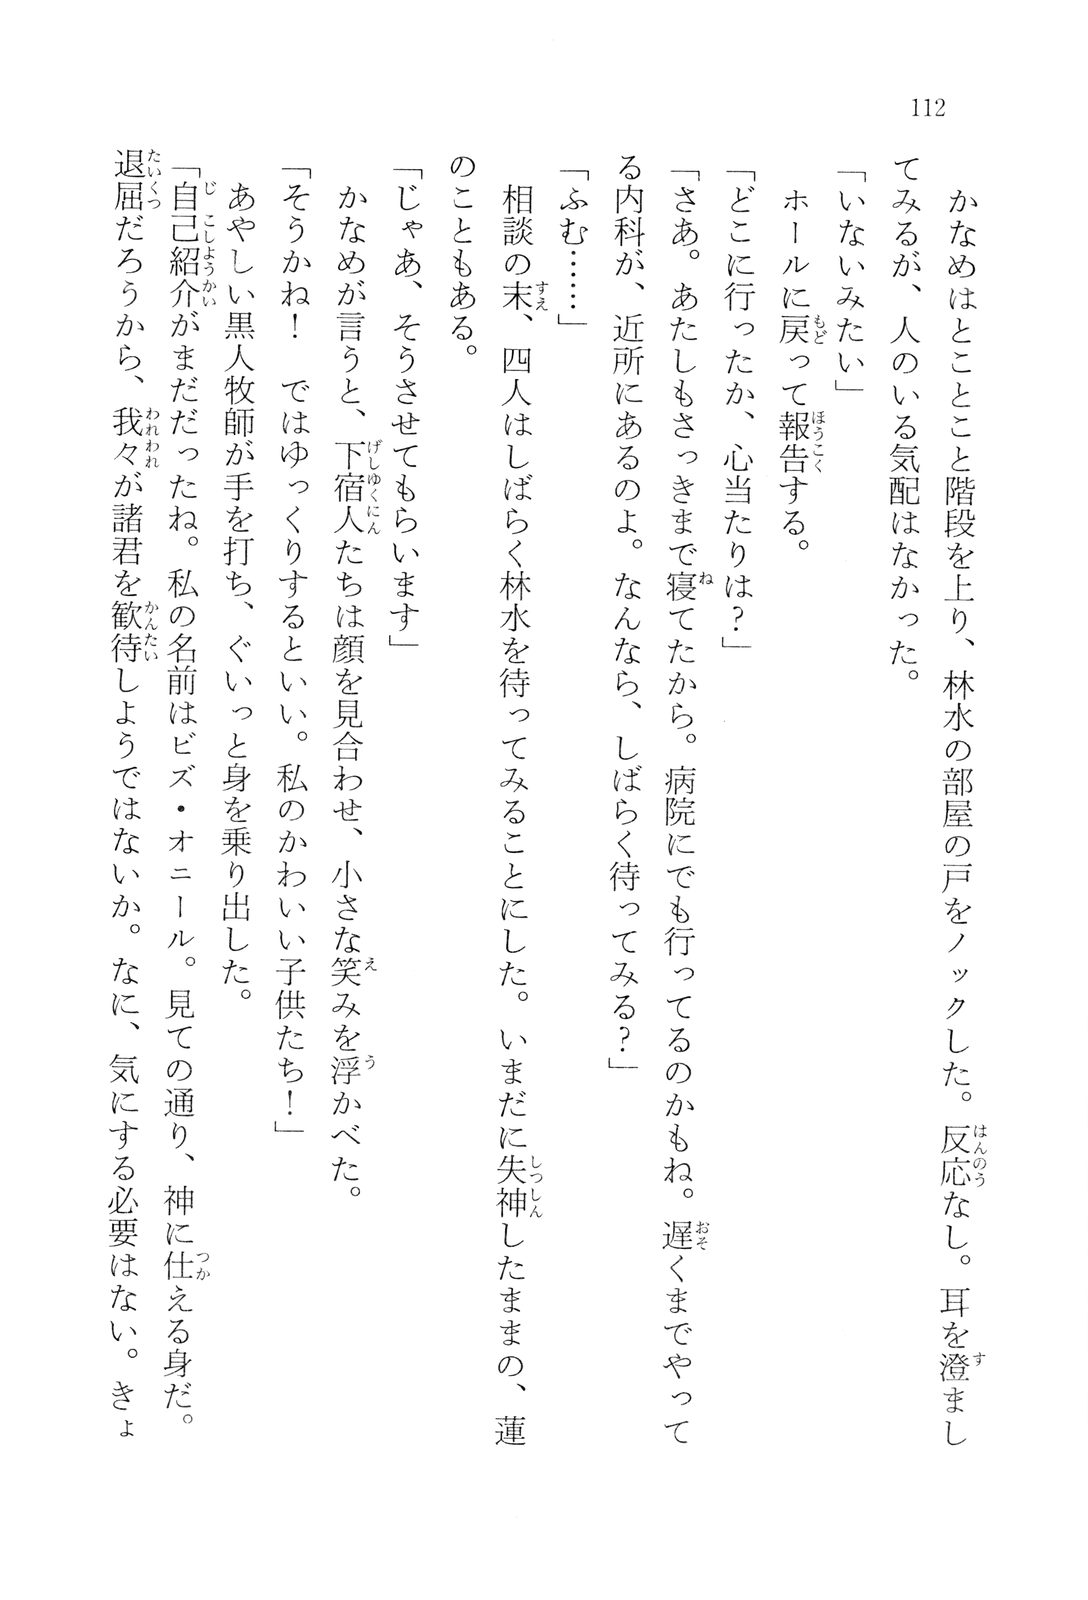 112
かなめはとことこと階段を上り、林水の部屋の戸をノックした。反応なし。耳を澄まし
てみるが、人のいる気配はなかった。
「いないみたい」
ホールに戻って報告する。
「どこに行ったか、心当たりは？」
「さあ。あたしもさっきまで寝てたから。病院にでも行ってるのかもね。遅くまでやって
る内科が、近所にあるのよ。なんなら、しばらく待ってみる？」
「ふむ……」
相談の末、四人はしばらく林水を待ってみることにした。いまだに失神したままの、蓮
のこともある。
「じゃあ、そうさせてもらいます」
かなめが言うと、下宿人たちは顔を見合わせ、小さな笑みを浮かべた。
「そうかね！　ではゆっくりするといい。私のかわいい子供たち！」
あやしい黒人牧師が手を打ち、ぐいっと身を乗り出した。
「自己紹介がまだだったね。私の名前はビズ・オニール。見ての通り、神に仕える身だ。
退屈だろうから、我々が諸君を歓待しようではないか。なに、気にする必要はない。きょ